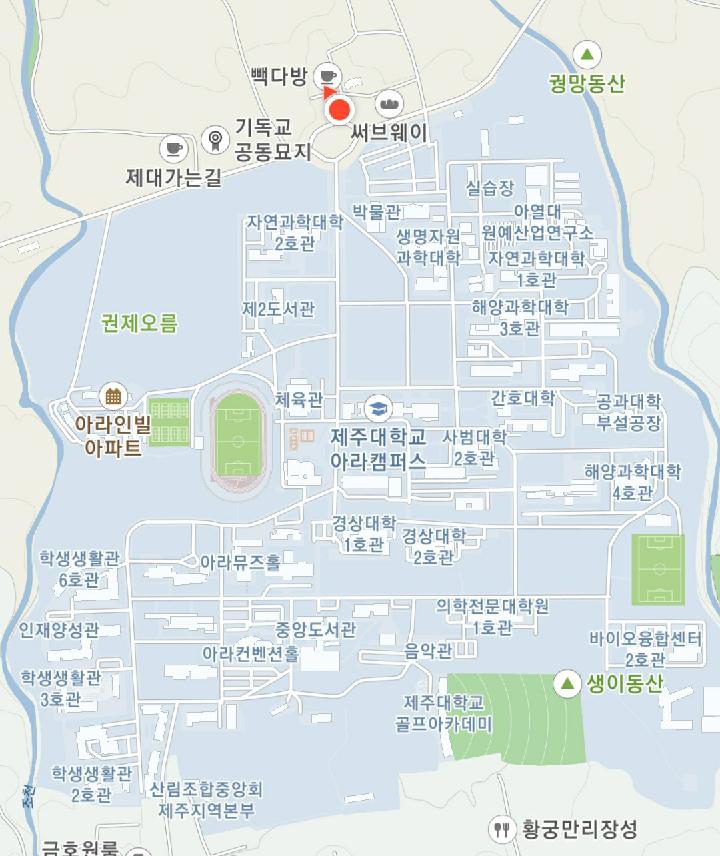 빽다방
궝망동산
써브웨이
기독교
공동묘지
제대가는길
실습장
박물관
아열대
원예산업연구소
자연과학대학
2호관
생명자원
과학대학
자연과학대학
1호관
제2도서관
해양과학대학
3호관
권제오름
체육관
간호대학
공과대학
부설공장
아라인빌
아파트
제주대학교
아라캠퍼스
사범대학
2호관
해양과학대학
4호관
경상대학
1호관
경상대학
2호관
학생생활관
6호관
아라뮤즈홀
의학전문대학원
1호관
인재양성관
중앙도서관
바이오융합센터
2호관
아라컨벤션홀
음악관
학생생활관
3호관
생이동산
제주대학교
골프아카데미
학생생활관
2호관
산림조합중앙회
제주지역본부
조천
황궁만리장성
금호원룸